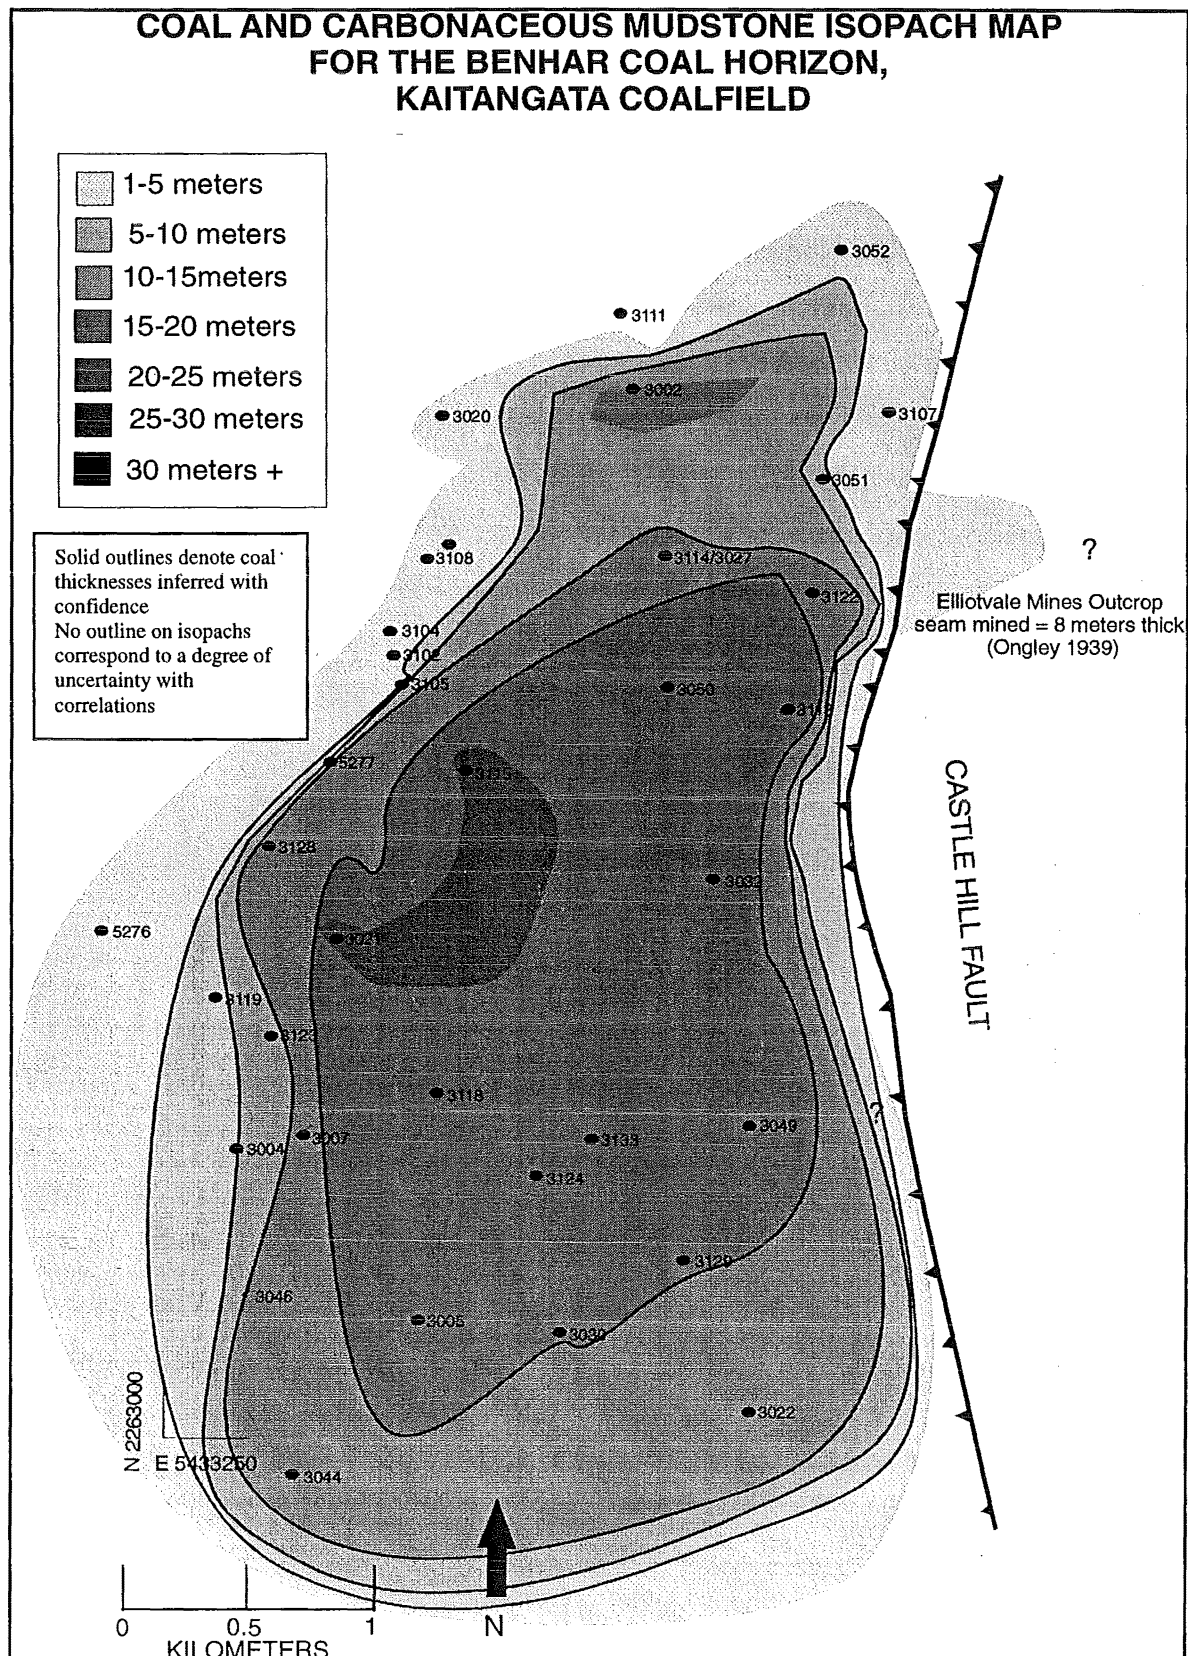 COAL AND CARBONACEOUS MUDSTONE ISOPACH MAP
FOR THE BENHAR COAL HORIZON,
KAITANGATA COALFIELD
1-5 meters
5-10 meters
10-15meters
15-20 meters
20-25 meters
25-30 meters
30 meters +
Solid outlines denote coal
thicknesses inferred with
confidence
No outline on isopachs
correspond to a degree of
uncertainty with
correlations
3052
3111
3002
3020
3107
3051
3108
3114/3027
?
3122
Elliotvale Mines Outcrop
seam mined = 8 meters thick
(Ongley 1939)
3104
3102
3105
3050
5277
CASTLE HILL FAULT
3128
3032
5276
3021
3119
3123
3118
?
3049
3007
3133
3004
3124
3129
3046
3005
3030
N 2263000
3022
E 5433250
3044
0
0.5
1
KILOMETERS
N